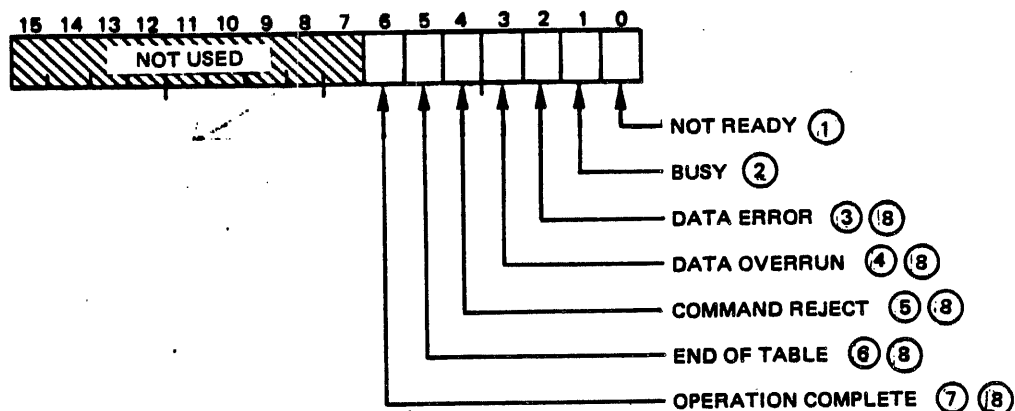 15 14 13 12 11 10 9 8 7 6 5 4 3 2 1 0
NOT USED
NOT READY 1
BUSY 2
DATA ERROR 3 8
DATA OVERRUN 4 8
COMMAND REJECT 5 8
END OF TABLE 6 8
OPERATION COMPLETE 7 8